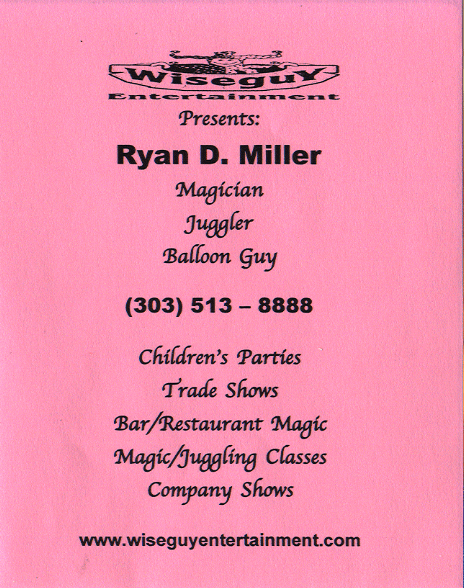 WiseguY
Entertainment
Presents:
Ryan D. Miller
Magician
Juggler
Balloon Guy
(303) 513 – 8888
Children's Parties
Trade Shows
Bar/Restaurant Magic
Magic/Juggling Classes
Company Shows
www.wiseguyentertainment.com